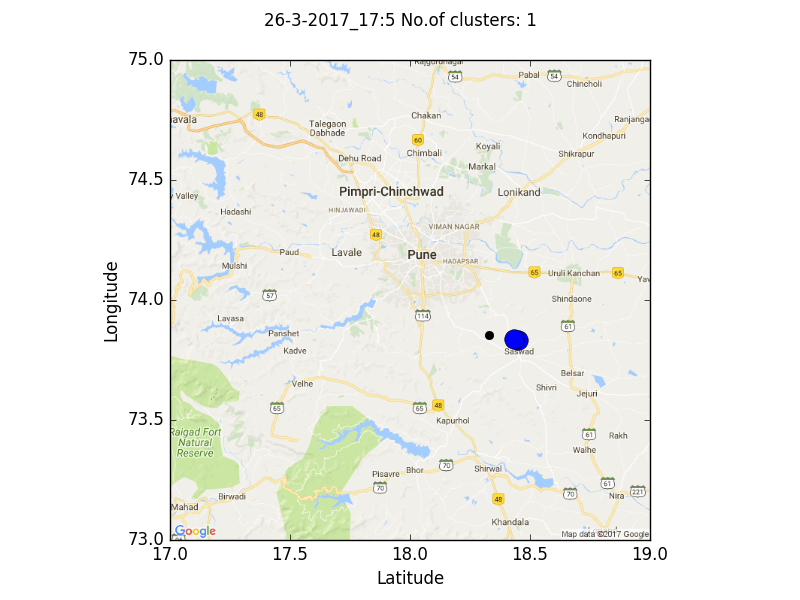 26-3-2017_17:5 No.of clusters: 1
75.0
74.5
74.0
73.5
73.0
Longitude
17.0
17.5
18.0
18.5
19.0
Latitude
54
Pabal
54
Chincholi
48
Chakan
Talegaon
Dabhade
Ranjanga
60
Kondhapuri
Chimbali
Koyali
Shikrapur
Dehu Road
Markal
Pimpri-Chinchwad
Lonikand
y Valley
Hadashi
HINJAWADI
VIMAN NAGAR
48
Paud
Lavale
Pune
HADAPSAR
Mulshi
65
Uruli Kanchan
65
57
Shindaone
Lavasa
114
61
Panshet
Kadve
Saswad
Velhe
Belsar
Shivri
Jejuri
65
65
48
Kapurhol
Raigad Fort
Natural
Reserve
61
Rakh
Walhe
Pisavre
Bhor
70
Shirwal
70
61
221
Birwadi
70
48
Nira
Mahad
Khandala
Google
Map data ©2017 Google